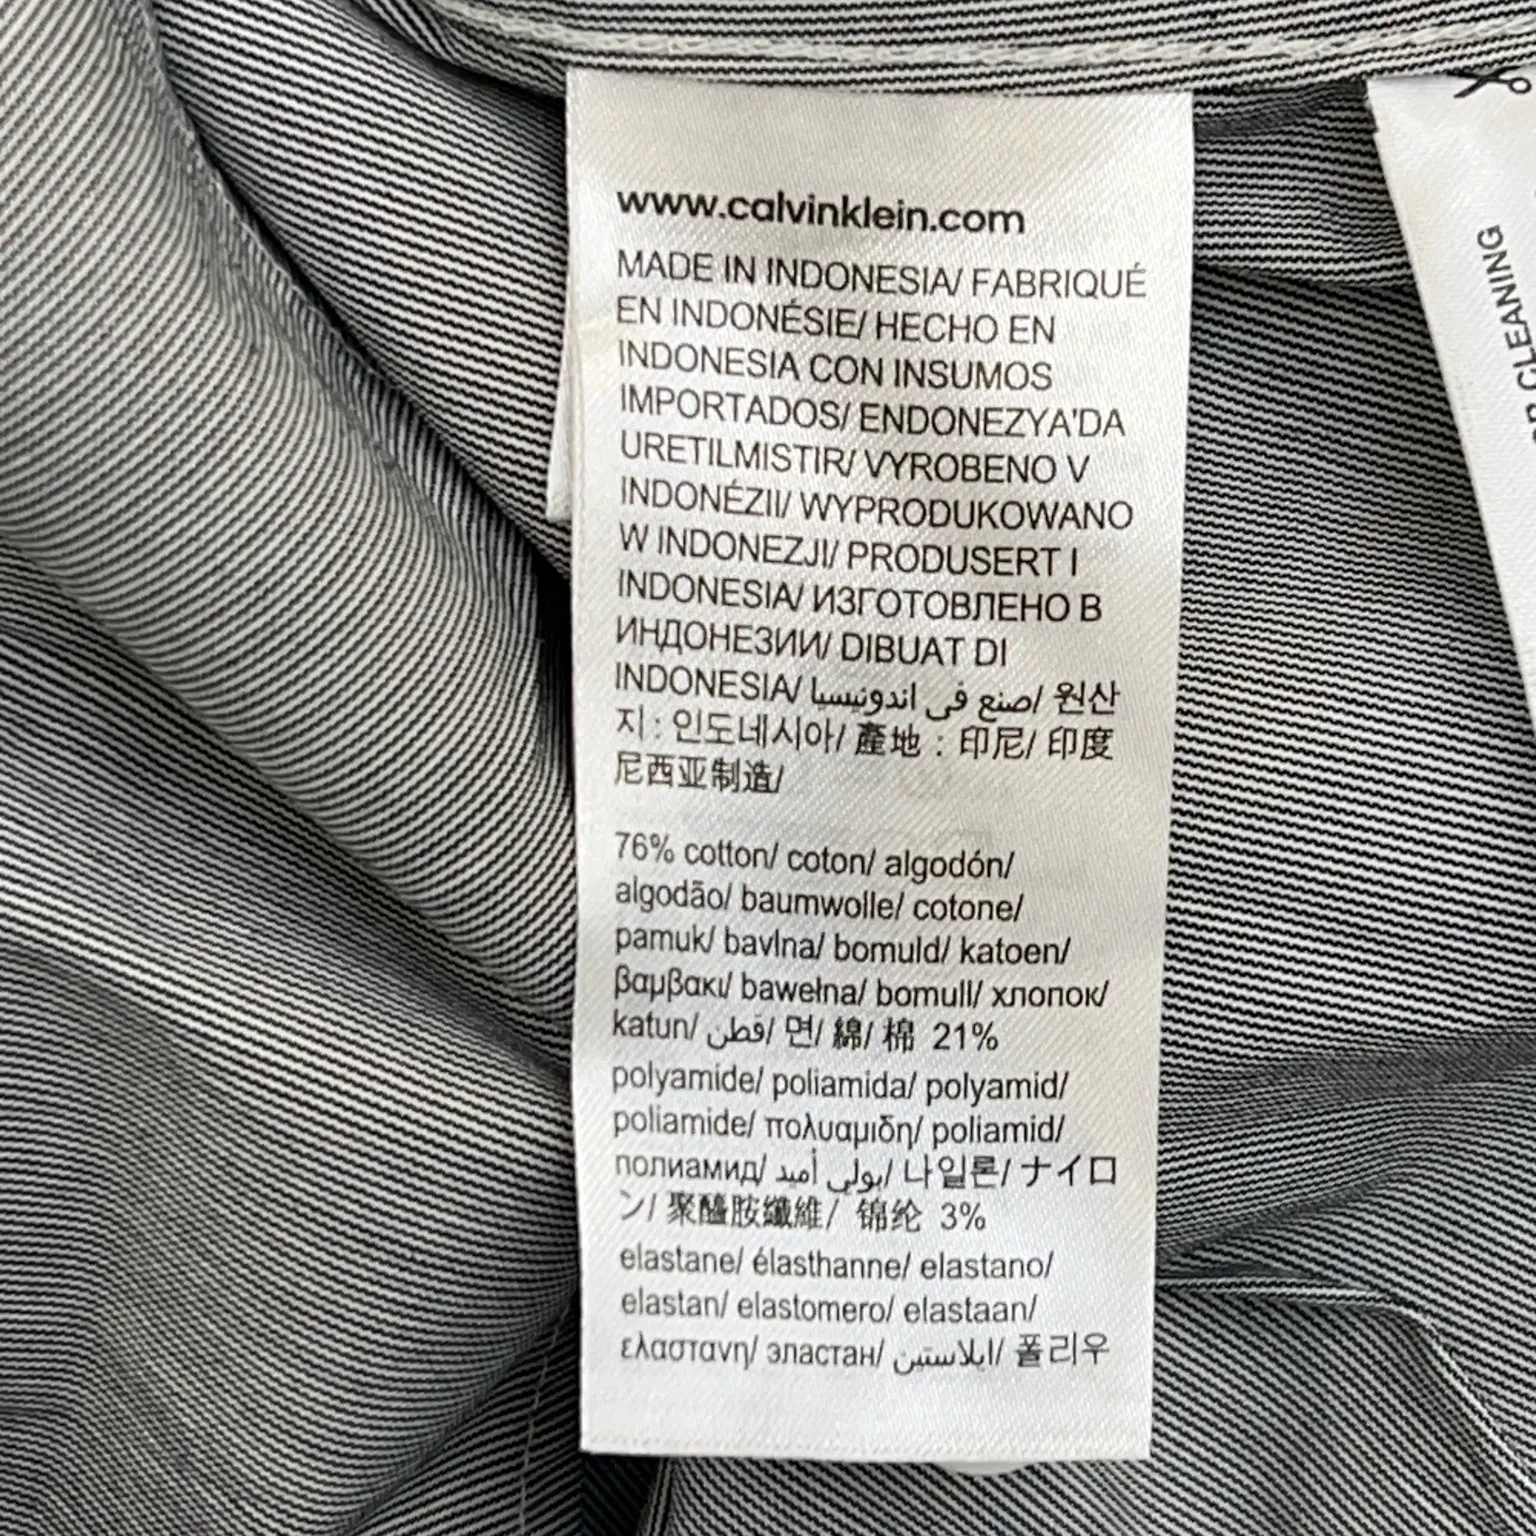 www.calvinklein.com
MADE IN INDONESIA/ FABRIQUÉ
EN INDONÉSIE/ HECHO EN
INDONESIA CON INSUMOS
IMPORTADOS/ ENDONEZYA'DA
URETILMISTIR/ VYROBENO V
INDONÉZII/ WYPRODUKOWANO
W INDONEZJI/ PRODUSERT I
INDONESIA/ ИЗГОТОВЛЕНО В
ИНДОНЕЗИИ/ DIBUAT DI
INDONESIA/ صنع في اندونيسيا/ 원산
지 : 인도네시아/ 產地 : 印尼/ 印度
尼西亚制造/
76% cotton/ coton/ algodón/
algodão/ baumwolle/ cotone/
pamuk/ bavlna/ bomuld/ katoen/
βαμβακι/ bawełna/ bomull/ хлопок/
katun/ قطن/ 면/ 綿/ 棉 21%
polyamide/ poliamida/ polyamid/
poliamide/ πολυαμιδη/ poliamid/
полиамид/ بولي أميد/ 나일론/ ナイロ
ン/ 聚醯胺纖維/ 锦纶 3%
elastane/ élasthanne/ elastano/
elastan/ elastomero/ elastaan/
ελαστανη/ эластан/ ايلاستين/ 폴리우
CLEANING